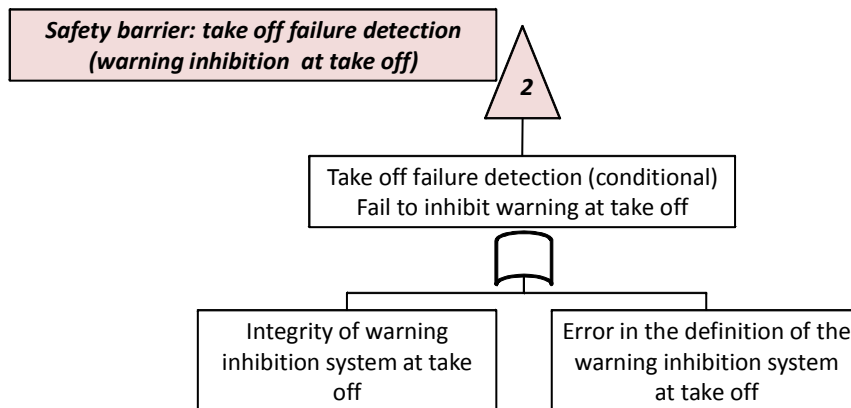 Safety barrier: take off failure detection
(warning inhibition at take off)
2
Take off failure detection (conditional)
Fail to inhibit warning at take off
Integrity of warning
inhibition system at take
off
Error in the definition of the
warning inhibition system
at take off